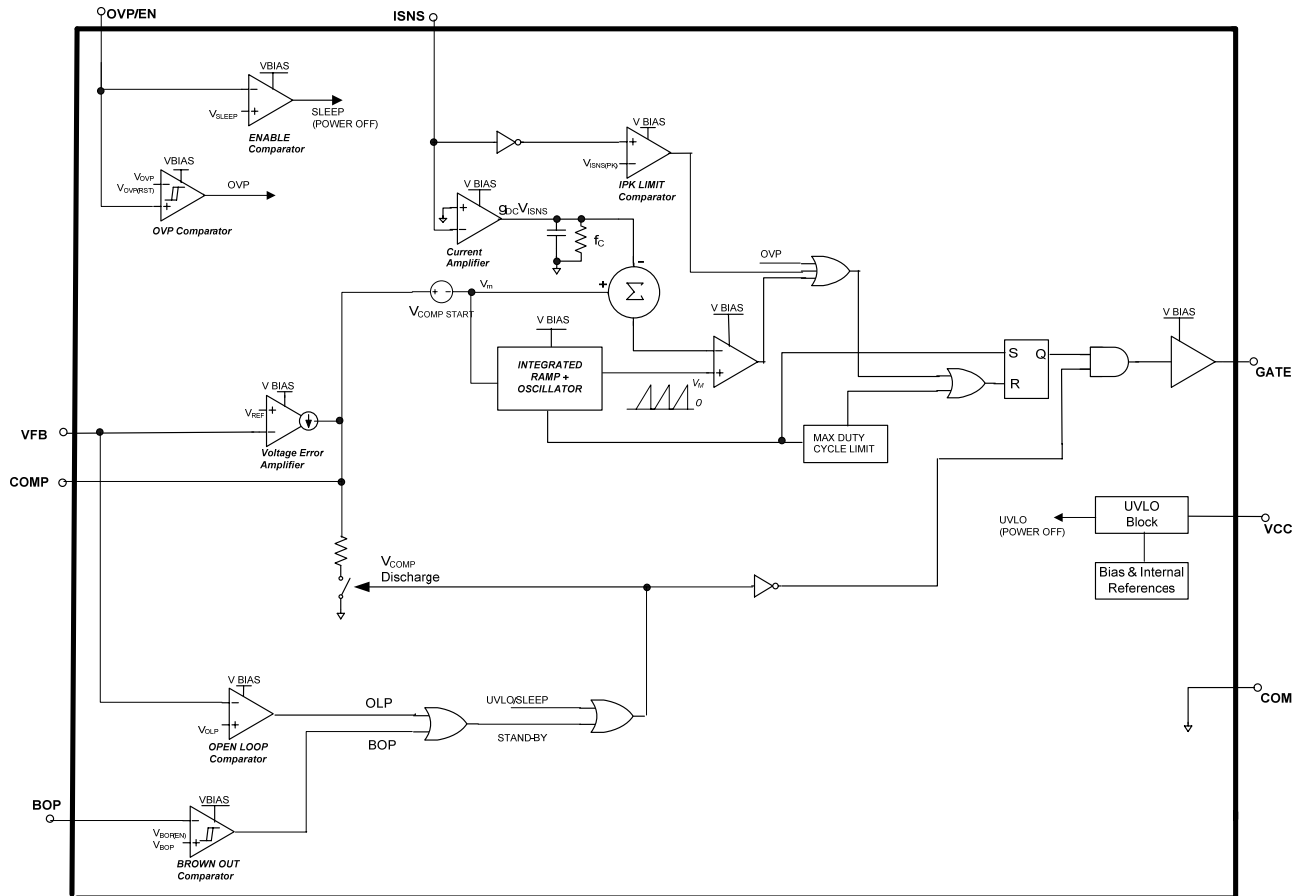 OVP/EN
ISNS
VBIAS
VSLEEP
SLEEP
(POWER OFF)
ENABLE
Comparator
VBIAS
VOVP
VOVP(RST)
OVP
OVP Comparator
V BIAS
VISNS(PK)
IPK LIMIT
Comparator
V BIAS
gDCVISNS
Current
Amplifier
fC
OVP
-
+
Σ
Vm
VCOMP START
V BIAS
V BIAS
INTEGRATED
RAMP +
OSCILLATOR
VM
0
S
Q
R
V BIAS
GATE
V BIAS
VREF
VFB
Voltage Error
Amplifier
MAX DUTY
CYCLE LIMIT
COMP
UVLO
(POWER OFF)
UVLO
Block
VCC
Bias & Internal
References
VCOMP
Discharge
V BIAS
VOLP
OPEN LOOP
Comparator
OLP
BOP
UVLO/SLEEP
STAND-BY
COM
BOP
VBIAS
VBOP(EN)
VBOP
BROWN OUT
Comparator